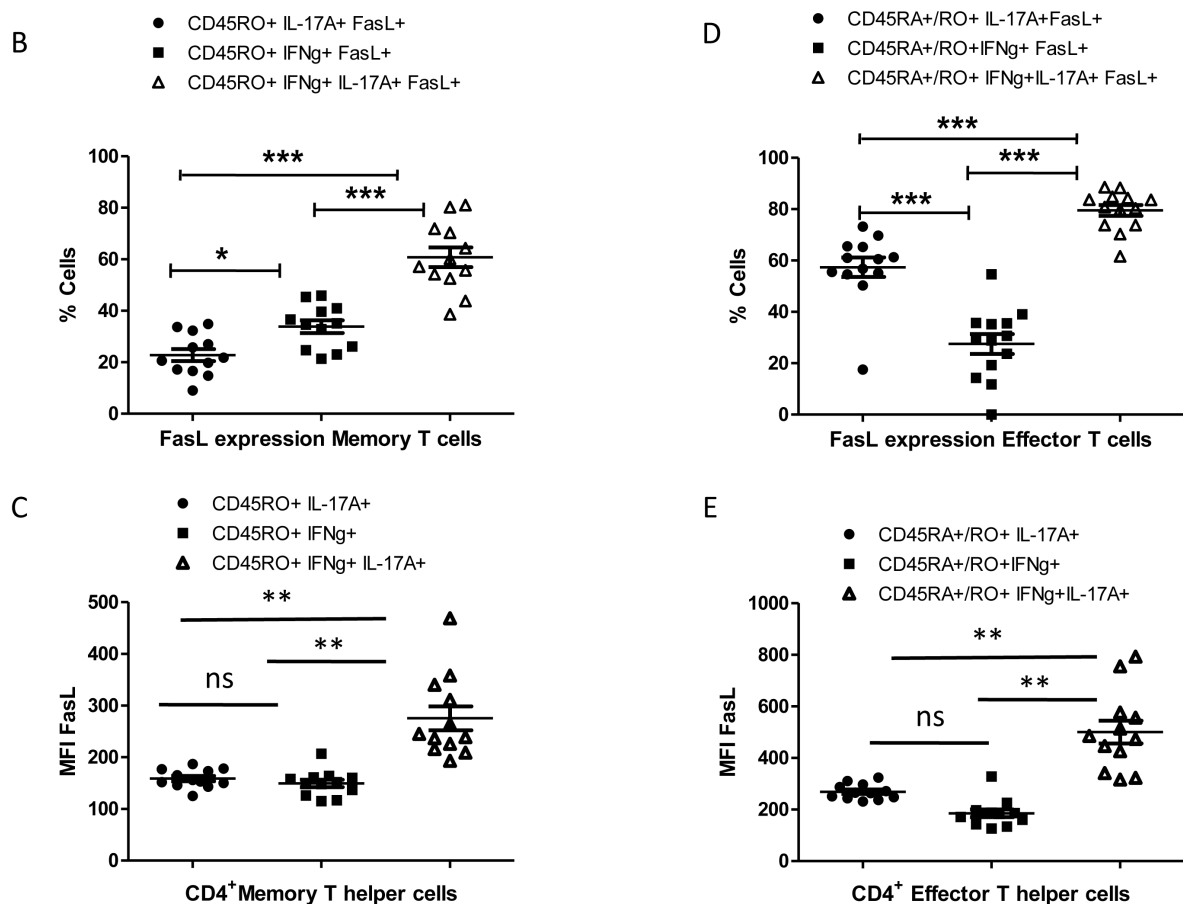 B
CD45RO+ IL-17A+ FasL+
CD45RO+ IFNg+ FasL+
CD45RO+ IFNg+ IL-17A+ FasL+
% Cells
100
80
60
40
20
0
***
***
*
FasL expression Memory T cells
D
CD45RA+/RO+ IL-17A+FasL+
CD45RA+/RO+IFNg+ FasL+
CD45RA+/RO+ IFNg+IL-17A+ FasL+
% Cells
100
80
60
40
20
0
***
***
***
FasL expression Effector T cells
C
CD45RO+ IL-17A+
CD45RO+ IFNg+
CD45RO+ IFNg+ IL-17A+
MFI FasL
500
400
300
200
100
0
**
**
ns
CD4+Memory T helper cells
E
CD45RA+/RO+ IL-17A+
CD45RA+/RO+IFNg+
CD45RA+/RO+ IFNg+IL-17A+
MFI FasL
1000
800
600
400
200
0
**
**
ns
CD4+ Effector T helper cells